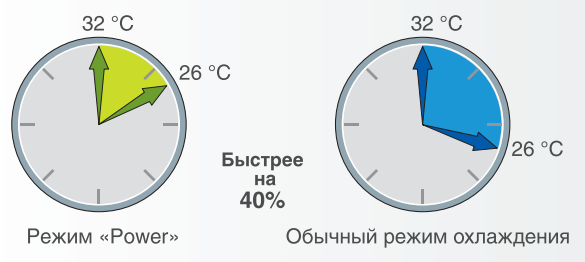 32 °C
26 °C
Режим «Power»
Быстрее
на
40%
32 °C
26 °C
Обычный режим охлаждения